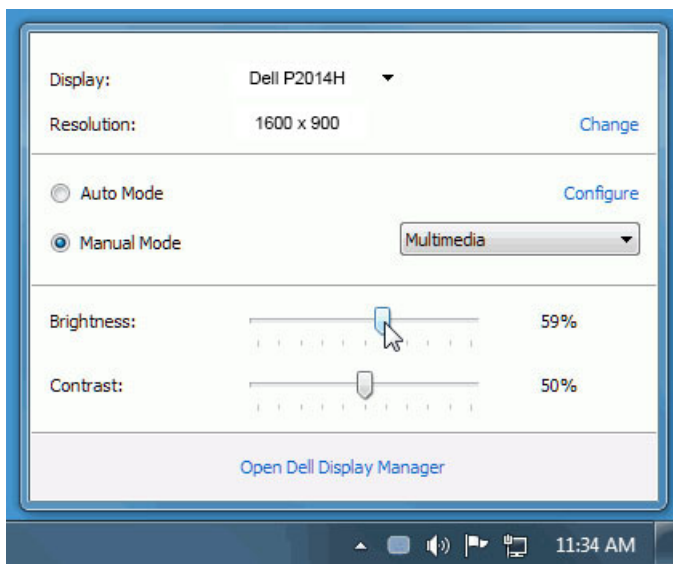 Display: Dell P2014H
Resolution: 1600 x 900 Change
Auto Mode Configure
Manual Mode Multimedia
Brightness: 59%
Contrast: 50%
Open Dell Display Manager
11:34 AM